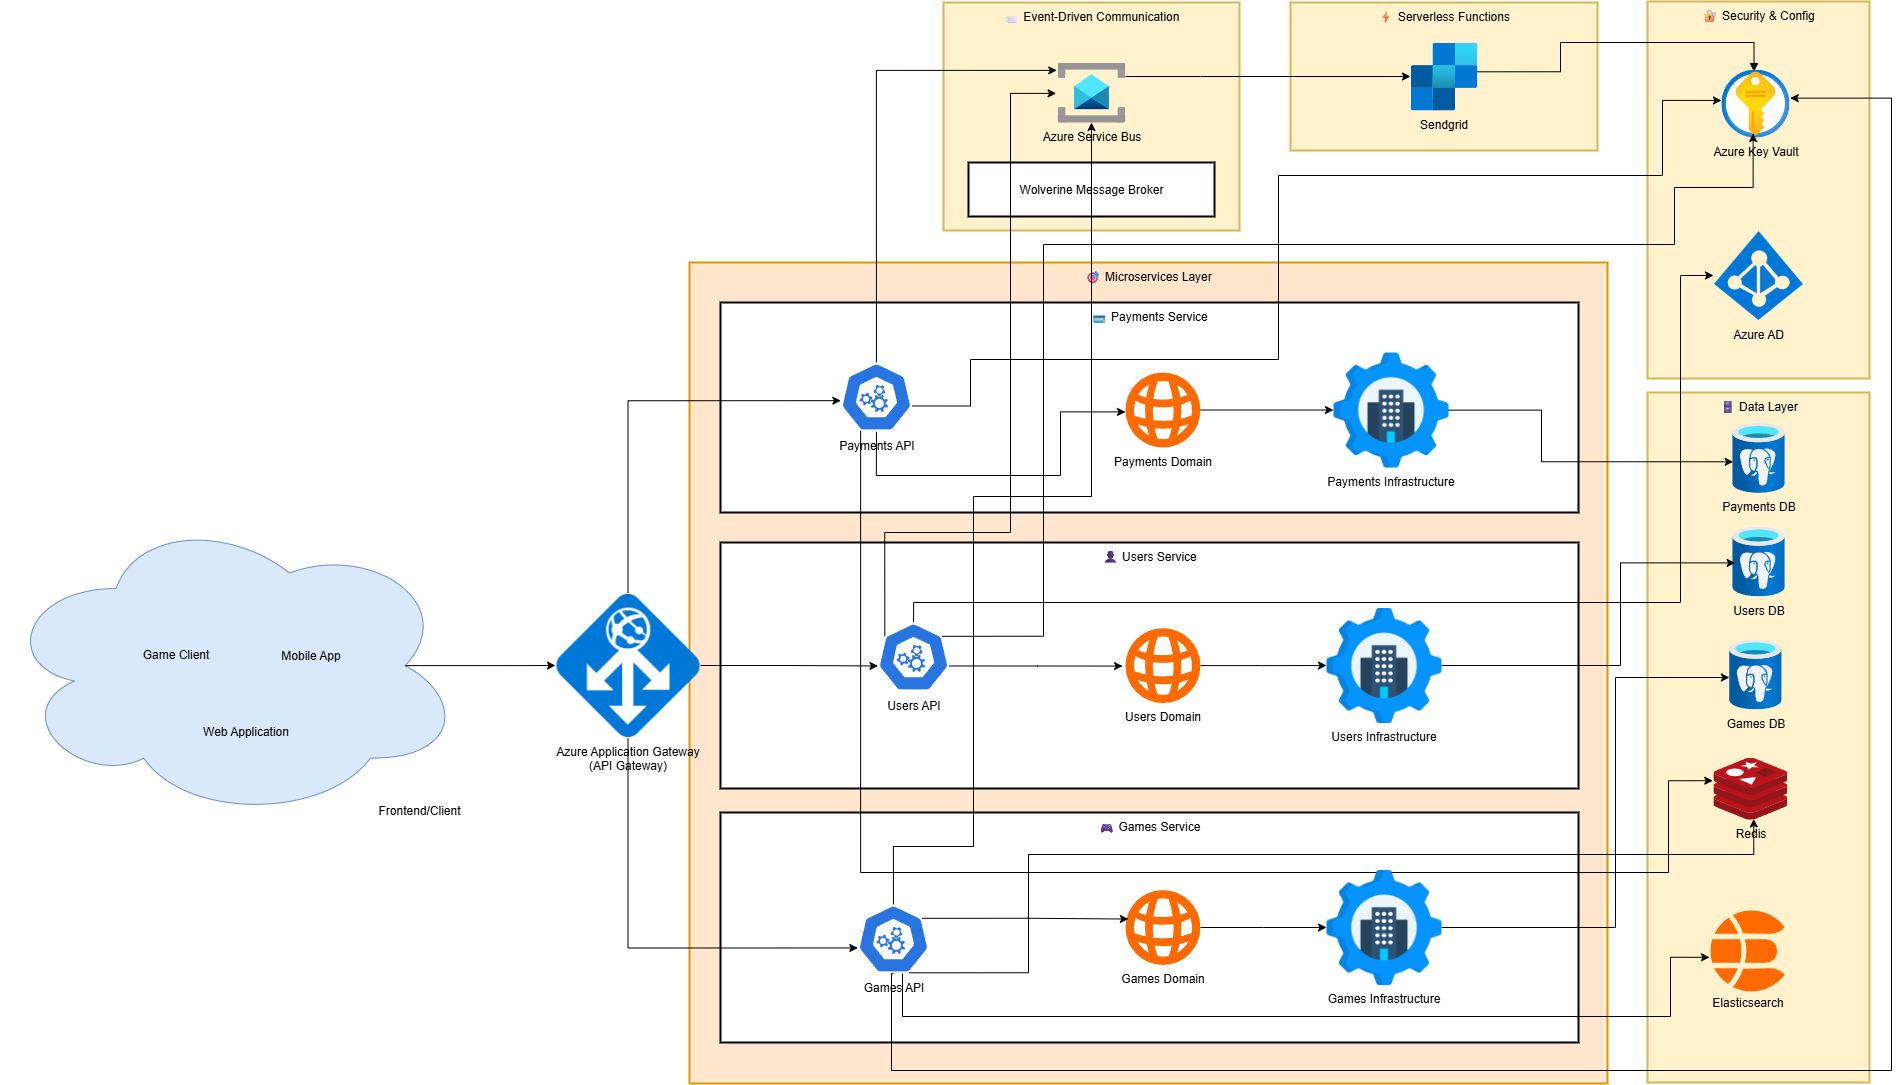 Event-Driven Communication
Azure Service Bus
Wolverine Message Broker
Serverless Functions
Sendgrid
Security & Config
Azure Key Vault
Azure AD
Microservices Layer
Payments Service
Payments API
Payments Domain
Payments Infrastructure
Users Service
Users API
Users Domain
Users Infrastructure
Games Service
Games API
Games Domain
Games Infrastructure
Data Layer
Payments DB
Users DB
Games DB
Redis
Elasticsearch
Game Client
Mobile App
Web Application
Frontend/Client
Azure Application Gateway
(API Gateway)